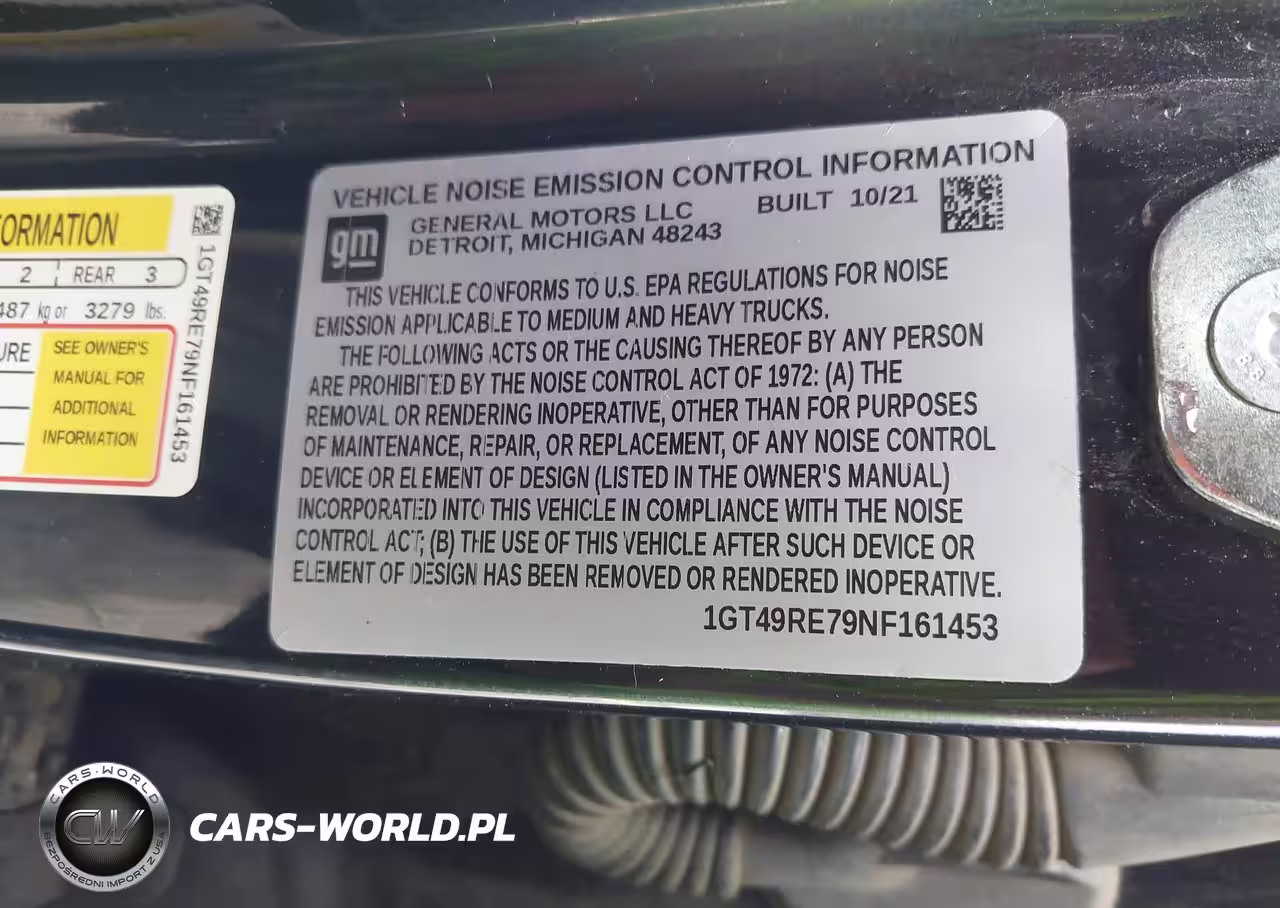 ORMATION
2 | REAR 3
487 kg or 3279 lbs.
URE
SEE OWNER'S
MANUAL FOR
ADDITIONAL
INFORMATION
1GT49RE79NF161453
VEHICLE NOISE EMISSION CONTROL INFORMATION
gm
GENERAL MOTORS LLC BUILT 10/21
DETROIT, MICHIGAN 48243
THIS VEHICLE CONFORMS TO U.S. EPA REGULATIONS FOR NOISE
EMISSION APPLICABLE TO MEDIUM AND HEAVY TRUCKS.
THE FOLLOWING ACTS OR THE CAUSING THEREOF BY ANY PERSON
ARE PROHIBITED BY THE NOISE CONTROL ACT OF 1972: (A) THE
REMOVAL OR RENDERING INOPERATIVE, OTHER THAN FOR PURPOSES
OF MAINTENANCE, REPAIR, OR REPLACEMENT, OF ANY NOISE CONTROL
DEVICE OR ELEMENT OF DESIGN (LISTED IN THE OWNER'S MANUAL)
INCORPORATED INTO THIS VEHICLE IN COMPLIANCE WITH THE NOISE
CONTROL ACT; (B) THE USE OF THIS VEHICLE AFTER SUCH DEVICE OR
ELEMENT OF DESIGN HAS BEEN REMOVED OR RENDERED INOPERATIVE.
1GT49RE79NF161453
CARS-WORLD
CW
BEZPOŚREDNI IMPORT Z USA
CARS-WORLD.PL